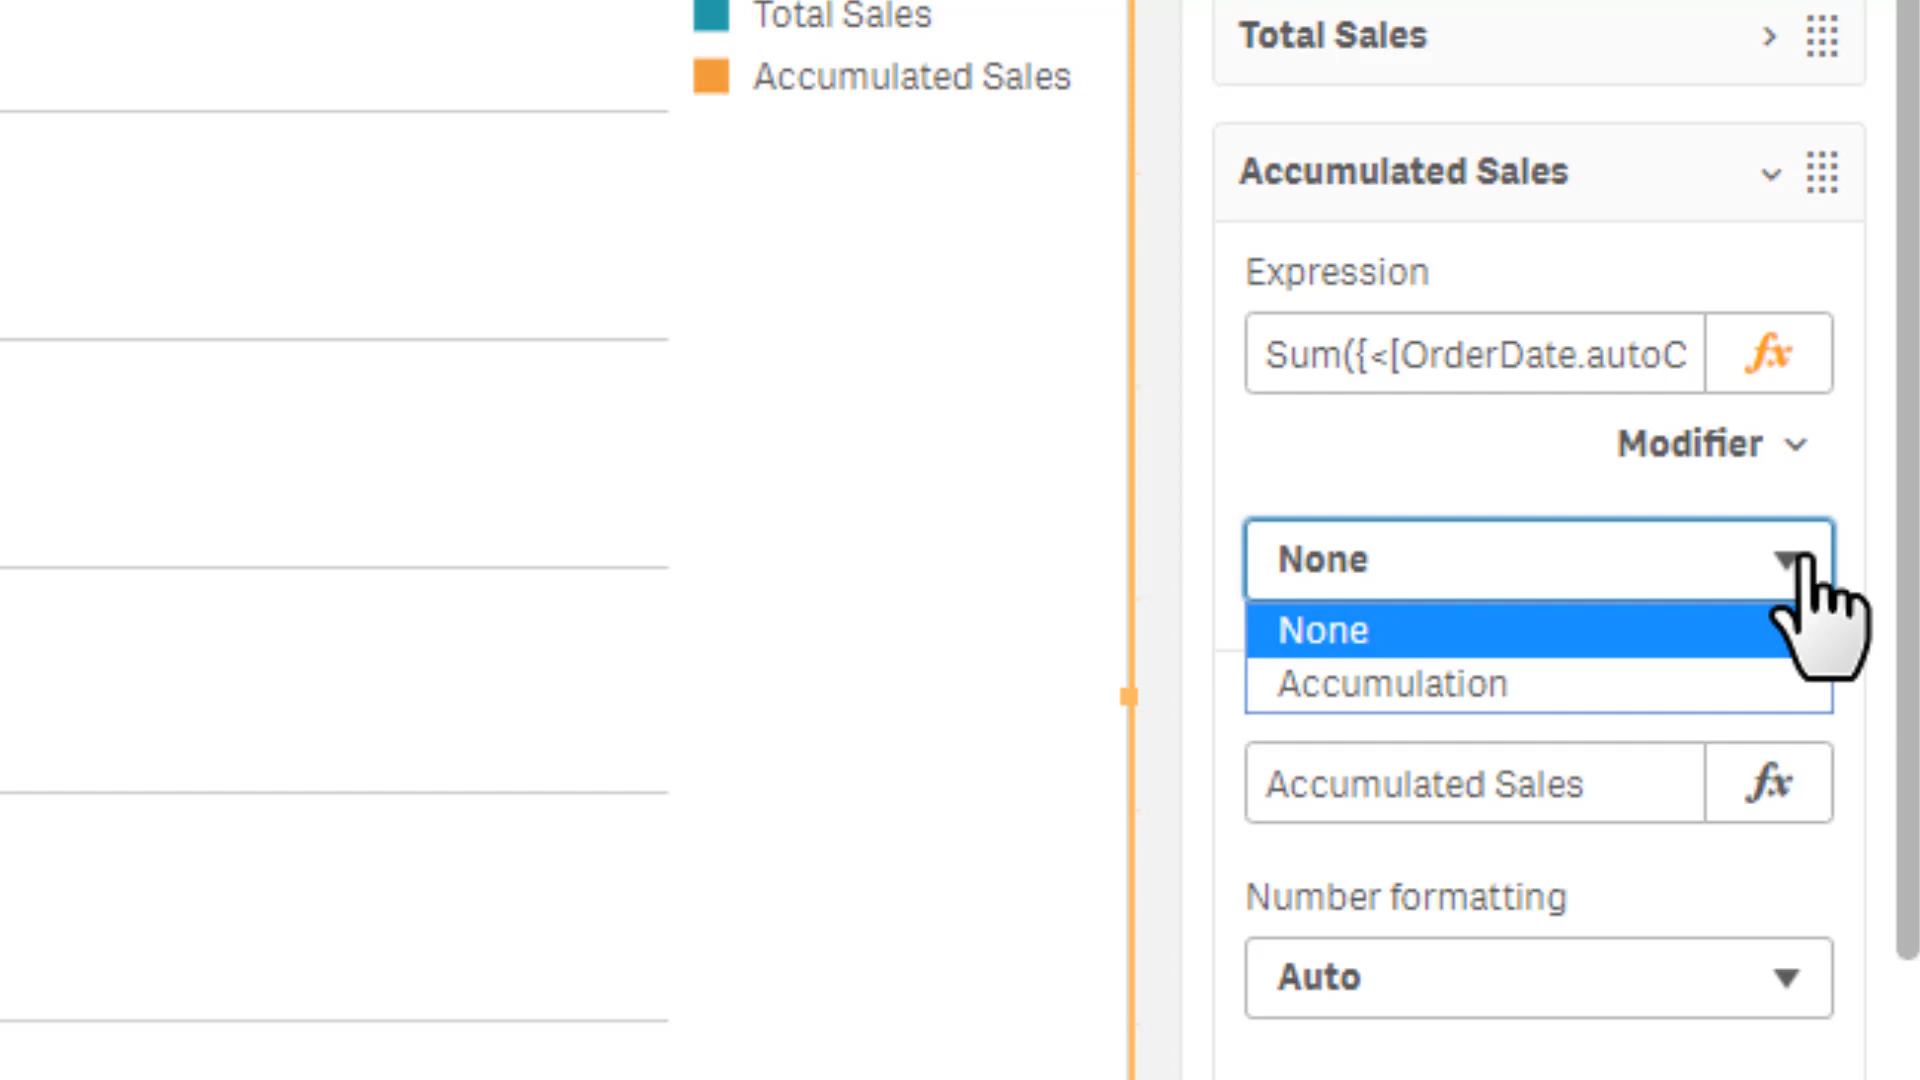 Total Sales
Accumulated Sales
Total Sales
Accumulated Sales
Expression
Sum({<[OrderDate.autoC
fx
Modifier
None
None
Accumulation
Accumulated Sales
fx
Number formatting
Auto